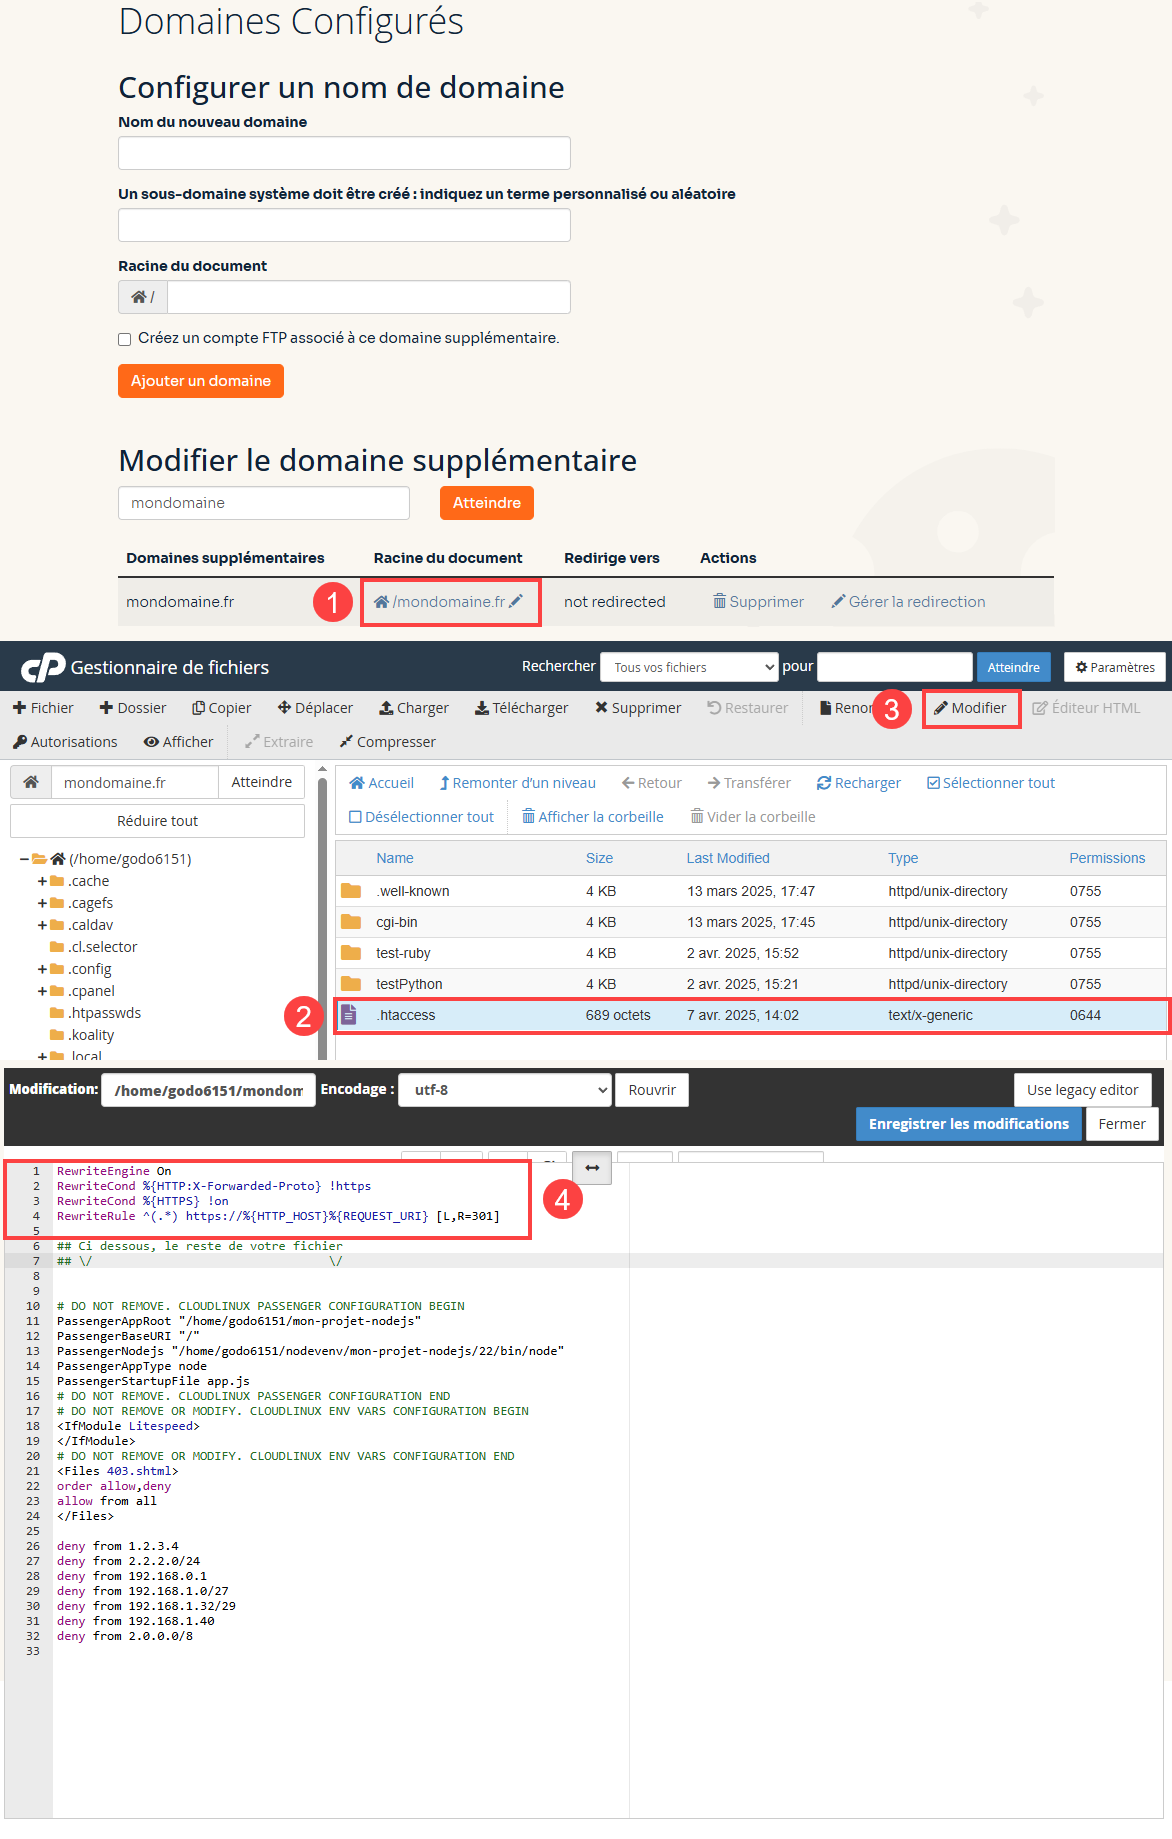 Domaines Configurés
Configurer un nom de domaine
Nom du nouveau domaine
Un sous-domaine système doit être créé : indiquez un terme personnalisé ou aléatoire
Racine du document
/
Créez un compte FTP associé à ce domaine supplémentaire.
Ajouter un domaine
Modifier le domaine supplémentaire
mondomaine Atteindre
Domaines supplémentaires Racine du document Redirige vers Actions
mondomaine.fr 1 /mondomaine.fr not redirected Supprimer Gérer la redirection
cP Gestionnaire de fichiers Rechercher Tous vos fichiers pour Atteindre Paramètres
Fichier Dossier Copier Déplacer Charger Télécharger Supprimer Restaurer 3 Modifier Éditeur HTML
Autorisations Afficher Extraire Compresser
mondomaine.fr Atteindre Accueil Remonter d’un niveau Retour Transférer Recharger Sélectionner tout
Réduire tout Désélectionner tout Afficher la corbeille Vider la corbeille
(/home/godo6151) Name Size Last Modified Type Permissions
.cache
.cagefs .well-known 4 KB 13 mars 2025, 17:47 httpd/unix-directory 0755
.caldav cgi-bin 4 KB 13 mars 2025, 17:45 httpd/unix-directory 0755
.cl.selector test-ruby 4 KB 2 avr. 2025, 15:52 httpd/unix-directory 0755
.config
.cpanel testPython 4 KB 2 avr. 2025, 15:21 httpd/unix-directory 0755
.htpasswds 2 .htaccess 689 octets 7 avr. 2025, 14:02 text/x-generic 0644
.koality
.local
Modification: /home/godo6151/mondom Encodage : utf-8 Rouvrir Use legacy editor
Enregistrer les modifications Fermer
1 RewriteEngine On
2 RewriteCond %{HTTP:X-Forwarded-Proto} !https
3 RewriteCond %{HTTPS} !on
4 RewriteRule ^(.*) https://%{HTTP_HOST}%{REQUEST_URI} [L,R=301]
4
5
6 ## Ci dessous, le reste de votre fichier
7 ## \/ \/
8
9
10 # DO NOT REMOVE. CLOUDLINUX PASSENGER CONFIGURATION BEGIN
11 PassengerAppRoot "/home/godo6151/mon-projet-nodejs"
12 PassengerBaseURI "/"
13 PassengerNodejs "/home/godo6151/nodevenv/mon-projet-nodejs/22/bin/node"
14 PassengerAppType node
15 PassengerStartupFile app.js
16 # DO NOT REMOVE. CLOUDLINUX PASSENGER CONFIGURATION END
17 # DO NOT REMOVE OR MODIFY. CLOUDLINUX ENV VARS CONFIGURATION BEGIN
18 <IfModule Litespeed>
19 </IfModule>
20 # DO NOT REMOVE OR MODIFY. CLOUDLINUX ENV VARS CONFIGURATION END
21 <Files 403.shtml>
22 order allow,deny
23 allow from all
24 </Files>
25
26 deny from 1.2.3.4
27 deny from 2.2.2.0/24
28 deny from 192.168.0.1
29 deny from 192.168.1.0/27
30 deny from 192.168.1.32/29
31 deny from 192.168.1.40
32 deny from 2.0.0.0/8
33